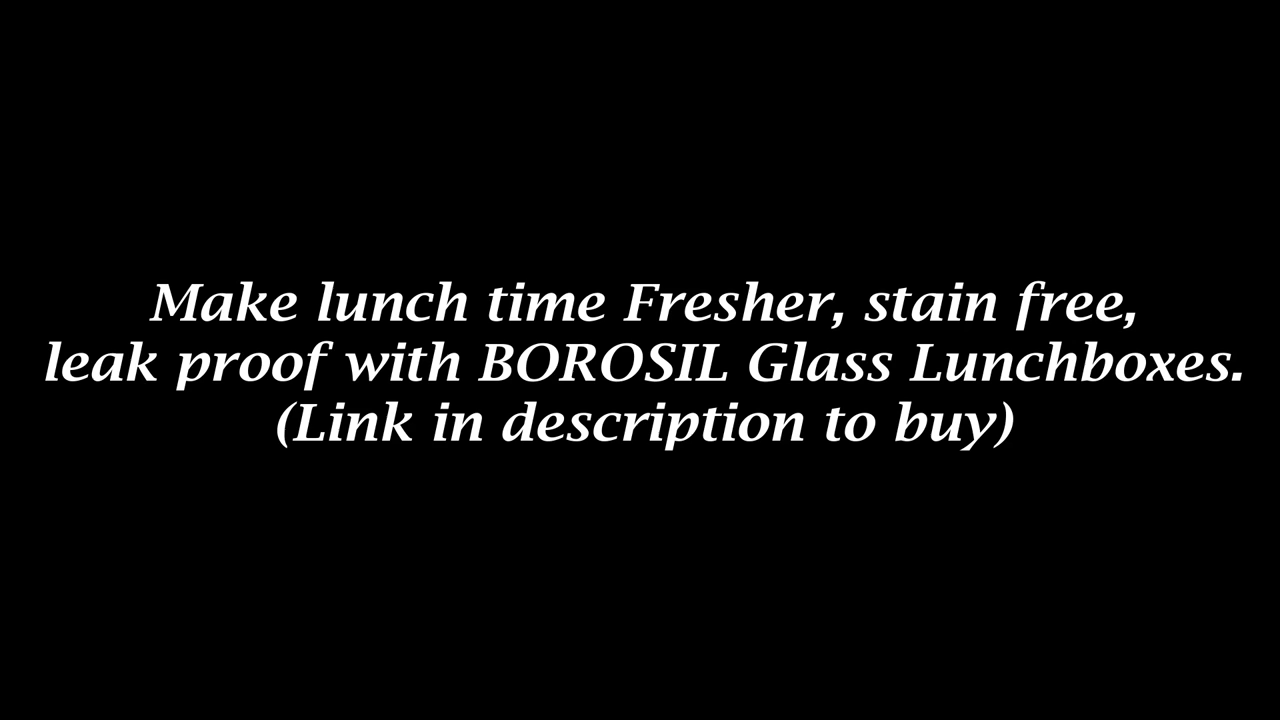 Make lunch time Fresher, stain free,
leak proof with BOROSIL Glass Lunchboxes.
(Link in description to buy)